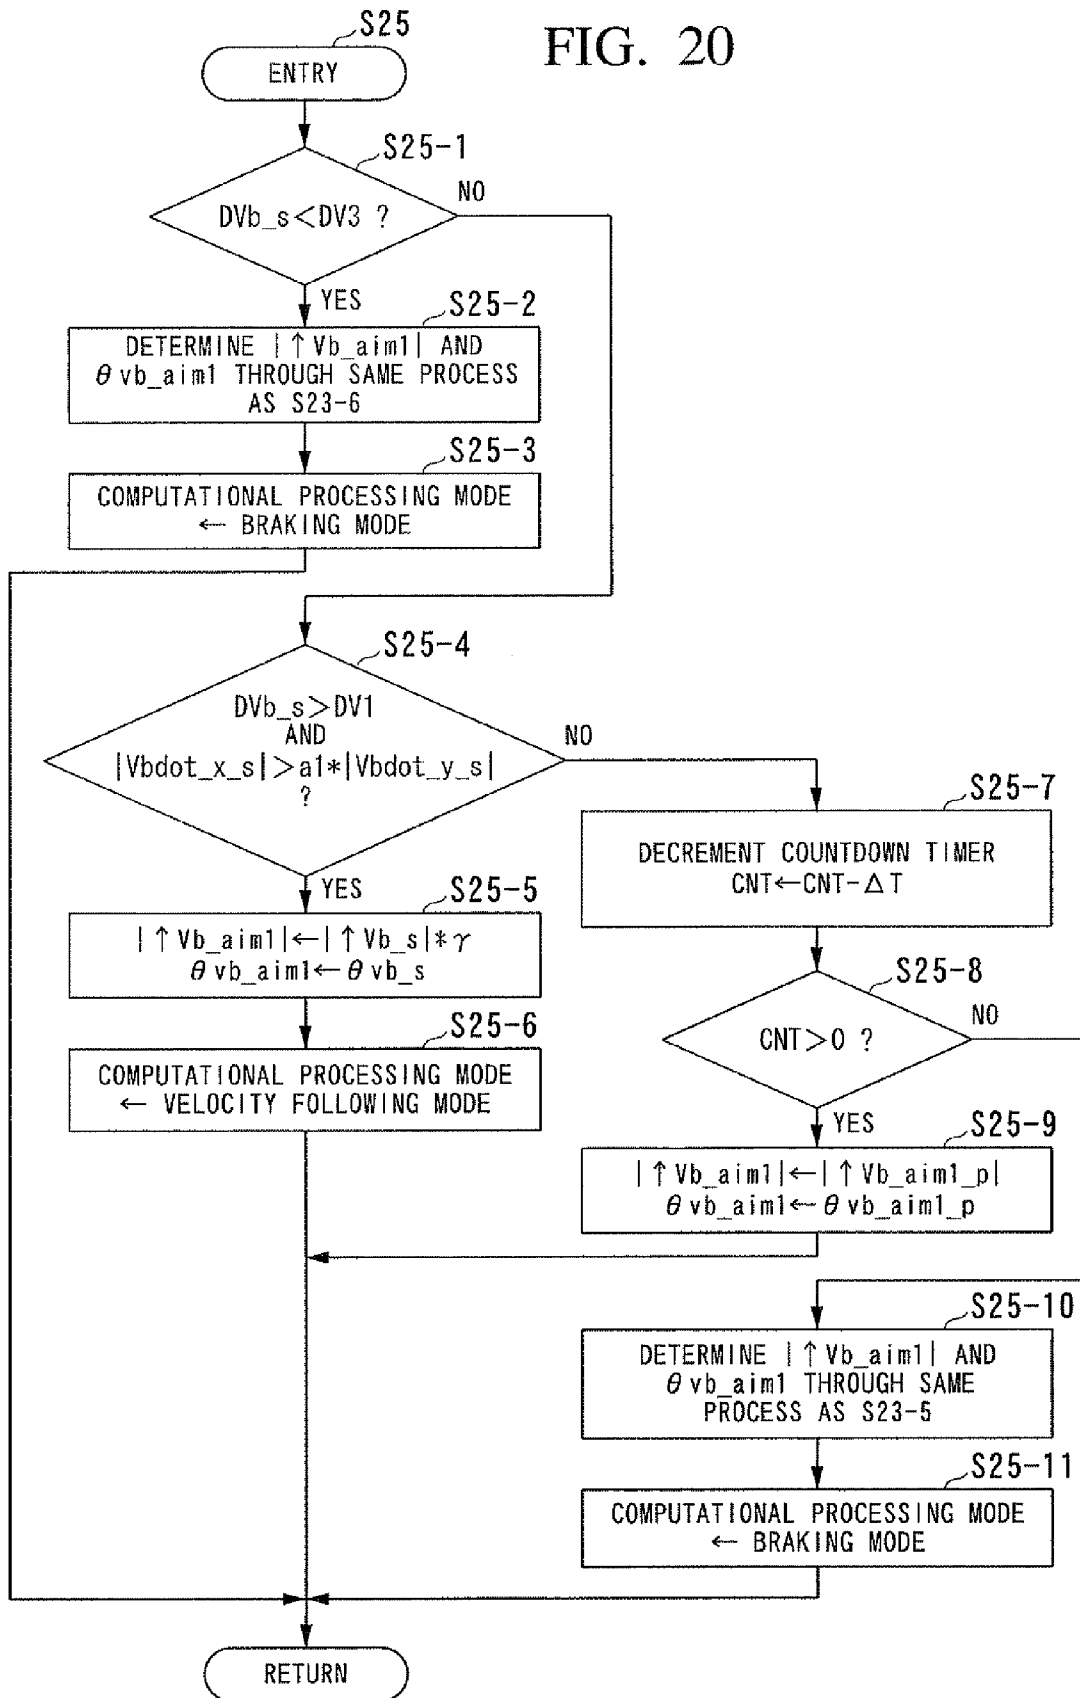 FIG. 20
S25
ENTRY
S25-1
DVb_s<DV3 ?
NO
YES
S25-2
DETERMINE |↑Vb_aim1| AND
θvb_aim1 THROUGH SAME PROCESS
AS S23-6
S25-3
COMPUTATIONAL PROCESSING MODE
← BRAKING MODE
S25-4
DVb_s>DV1
AND
|Vbdot_x_s|>a1*|Vbdot_y_s|
?
NO
YES
S25-5
|↑Vb_aim1|←|↑Vb_s|*γ
θvb_aim1←θvb_s
S25-6
COMPUTATIONAL PROCESSING MODE
← VELOCITY FOLLOWING MODE
S25-7
DECREMENT COUNTDOWN TIMER
CNT←CNT-ΔT
S25-8
CNT>0 ?
NO
YES
S25-9
|↑Vb_aim1|←|↑Vb_aim1_p|
θvb_aim1←θvb_aim1_p
S25-10
DETERMINE |↑Vb_aim1| AND
θvb_aim1 THROUGH SAME
PROCESS AS S23-5
S25-11
COMPUTATIONAL PROCESSING MODE
← BRAKING MODE
RETURN